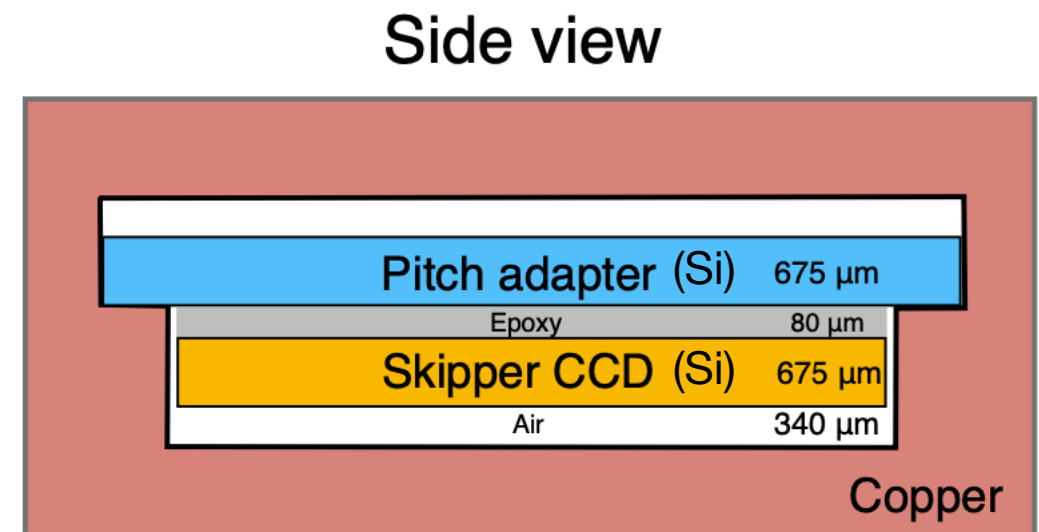 Side view
Pitch adapter (Si) 675 μm
Epoxy 80 μm
Skipper CCD (Si) 675 μm
Air 340 μm
Copper